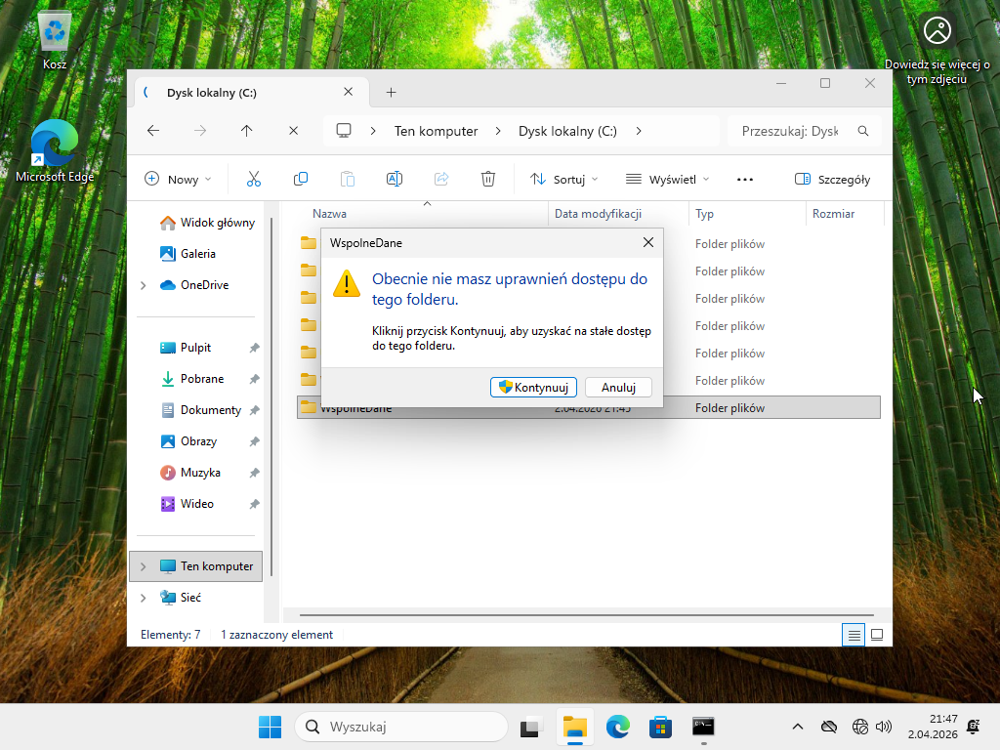 Kosz
Dowiedz się więcej o
tym zdjęciu
Microsoft Edge
Dysk lokalny (C:)
Ten komputer
Dysk lokalny (C:)
Przeszukaj: Dysk
Nowy
Sortuj
Wyświetl
Szczegóły
Widok główny
Galeria
OneDrive
Pulpit
Pobrane
Dokumenty
Obrazy
Muzyka
Wideo
Ten komputer
Sieć
Nazwa
Data modyfikacji
Typ
Rozmiar
Folder plików
Folder plików
Folder plików
Folder plików
Folder plików
Folder plików
WspolneDane
2.04.2026 21:45
Folder plików
WspolneDane
Obecnie nie masz uprawnień dostępu do
tego folderu.
Kliknij przycisk Kontynuuj, aby uzyskać na stałe dostęp
do tego folderu.
Kontynuuj
Anuluj
Elementy: 7
1 zaznaczony element
Wyszukaj
21:47
2.04.2026